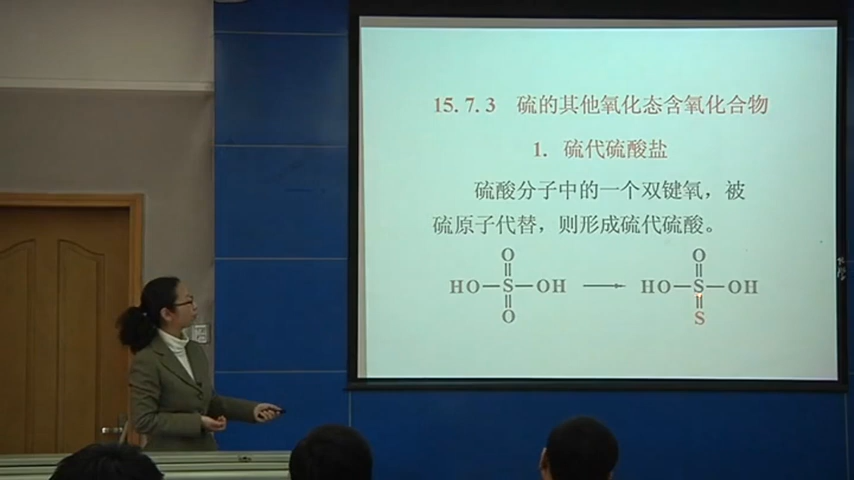 15.7.3 硫的其他氧化态含氧化合物
1. 硫代硫酸盐
硫酸分子中的一个双键氧，被
硫原子代替，则形成硫代硫酸。
O O
HO—S—OH ⟶ HO—S—OH
O S